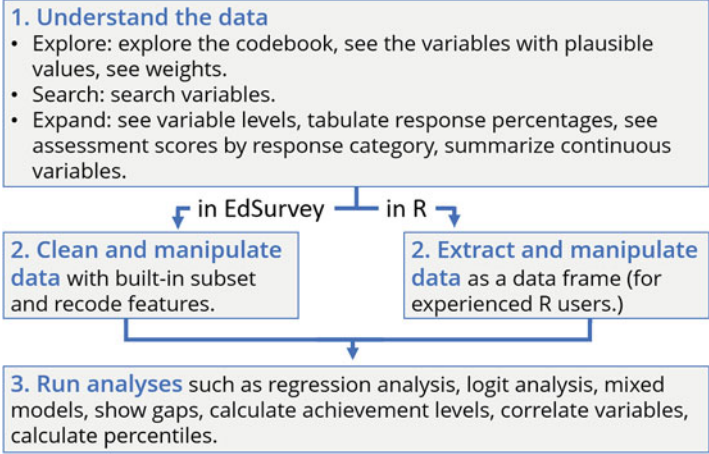 1. Understand the data
• Explore: explore the codebook, see the variables with plausible
values, see weights.
• Search: search variables.
• Expand: see variable levels, tabulate response percentages, see
assessment scores by response category, summarize continuous
variables.
in EdSurvey
in R
2. Clean and manipulate
data with built-in subset
and recode features.
2. Extract and manipulate
data as a data frame (for
experienced R users.)
3. Run analyses such as regression analysis, logit analysis, mixed
models, show gaps, calculate achievement levels, correlate variables,
calculate percentiles.